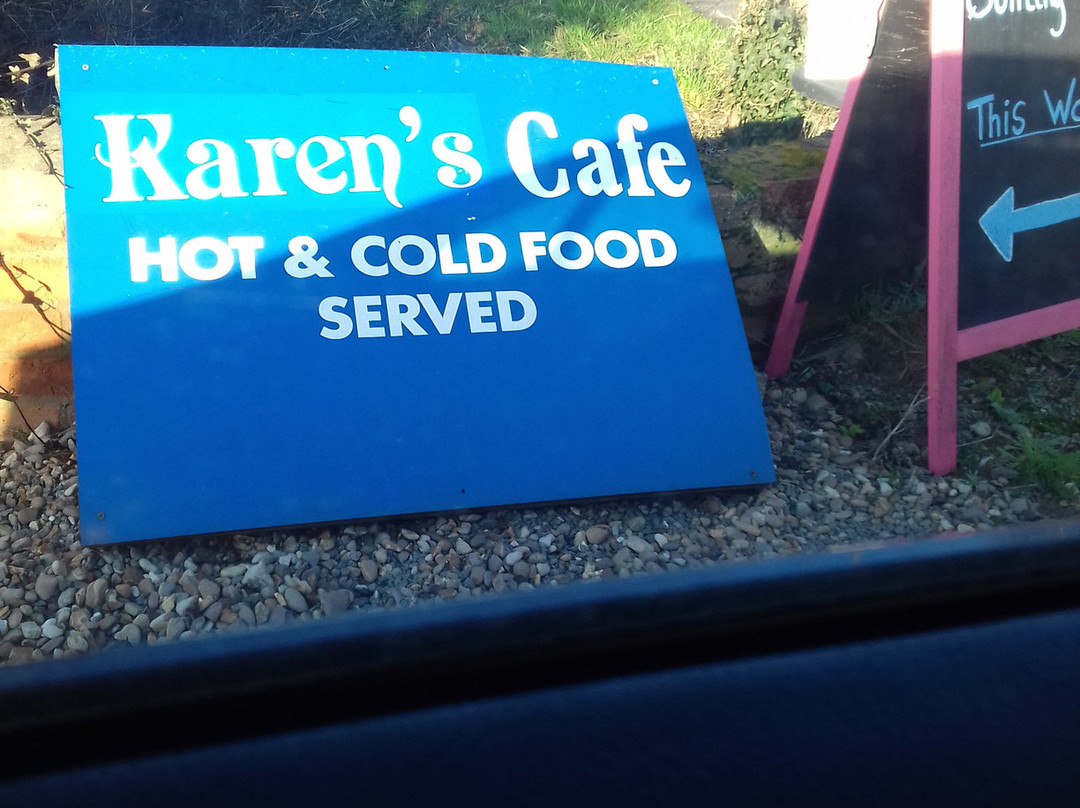 Karen's Cafe
HOT & COLD FOOD
SERVED
This